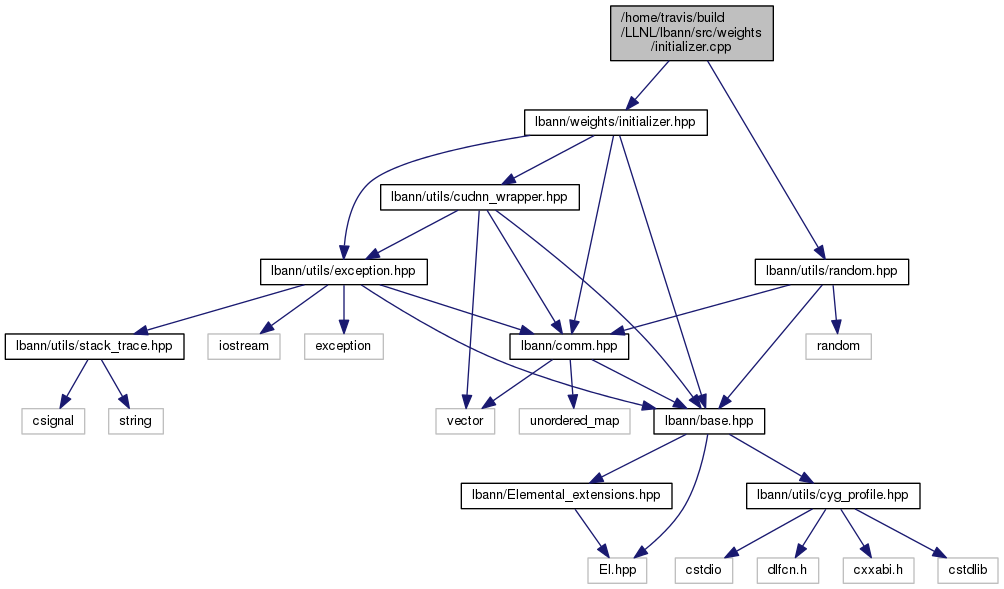 /home/travis/build
/LLNL/lbann/src/weights
/initializer.cpp
lbann/weights/initializer.hpp
lbann/utils/cudnn_wrapper.hpp
lbann/utils/exception.hpp
lbann/utils/random.hpp
lbann/utils/stack_trace.hpp
iostream
exception
lbann/comm.hpp
random
csignal
string
vector
unordered_map
lbann/base.hpp
lbann/Elemental_extensions.hpp
lbann/utils/cyg_profile.hpp
El.hpp
cstdio
dlfcn.h
cxxabi.h
cstdlib